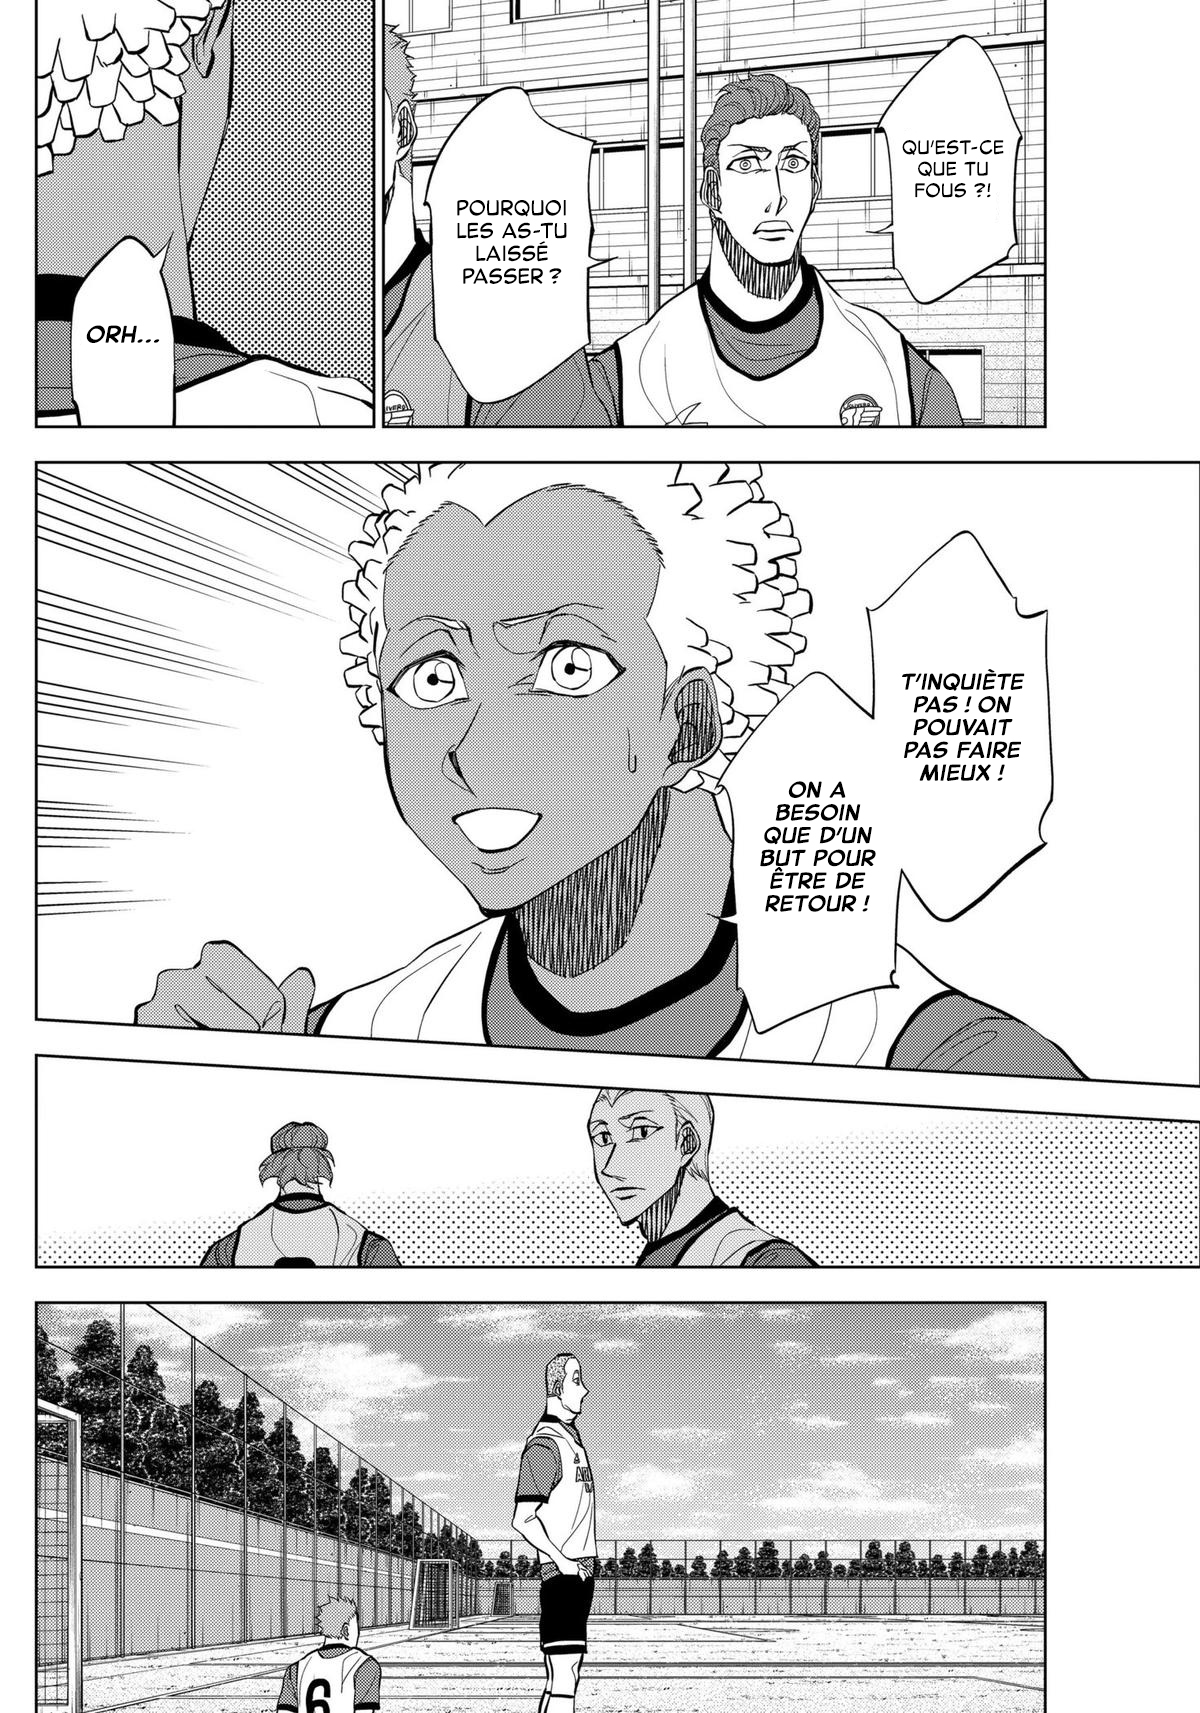 QU'EST-CE
QUE TU
FOUS ?!
POURQUOI
LES AS-TU
LAISSÉ
PASSER ?
OLIVERO
ORH...
T'INQUIÈTE
PAS ! ON
POUVAIT
PAS FAIRE
MIEUX !
ON A
BESOIN
QUE D'UN
BUT POUR
ÊTRE DE
RETOUR !
6